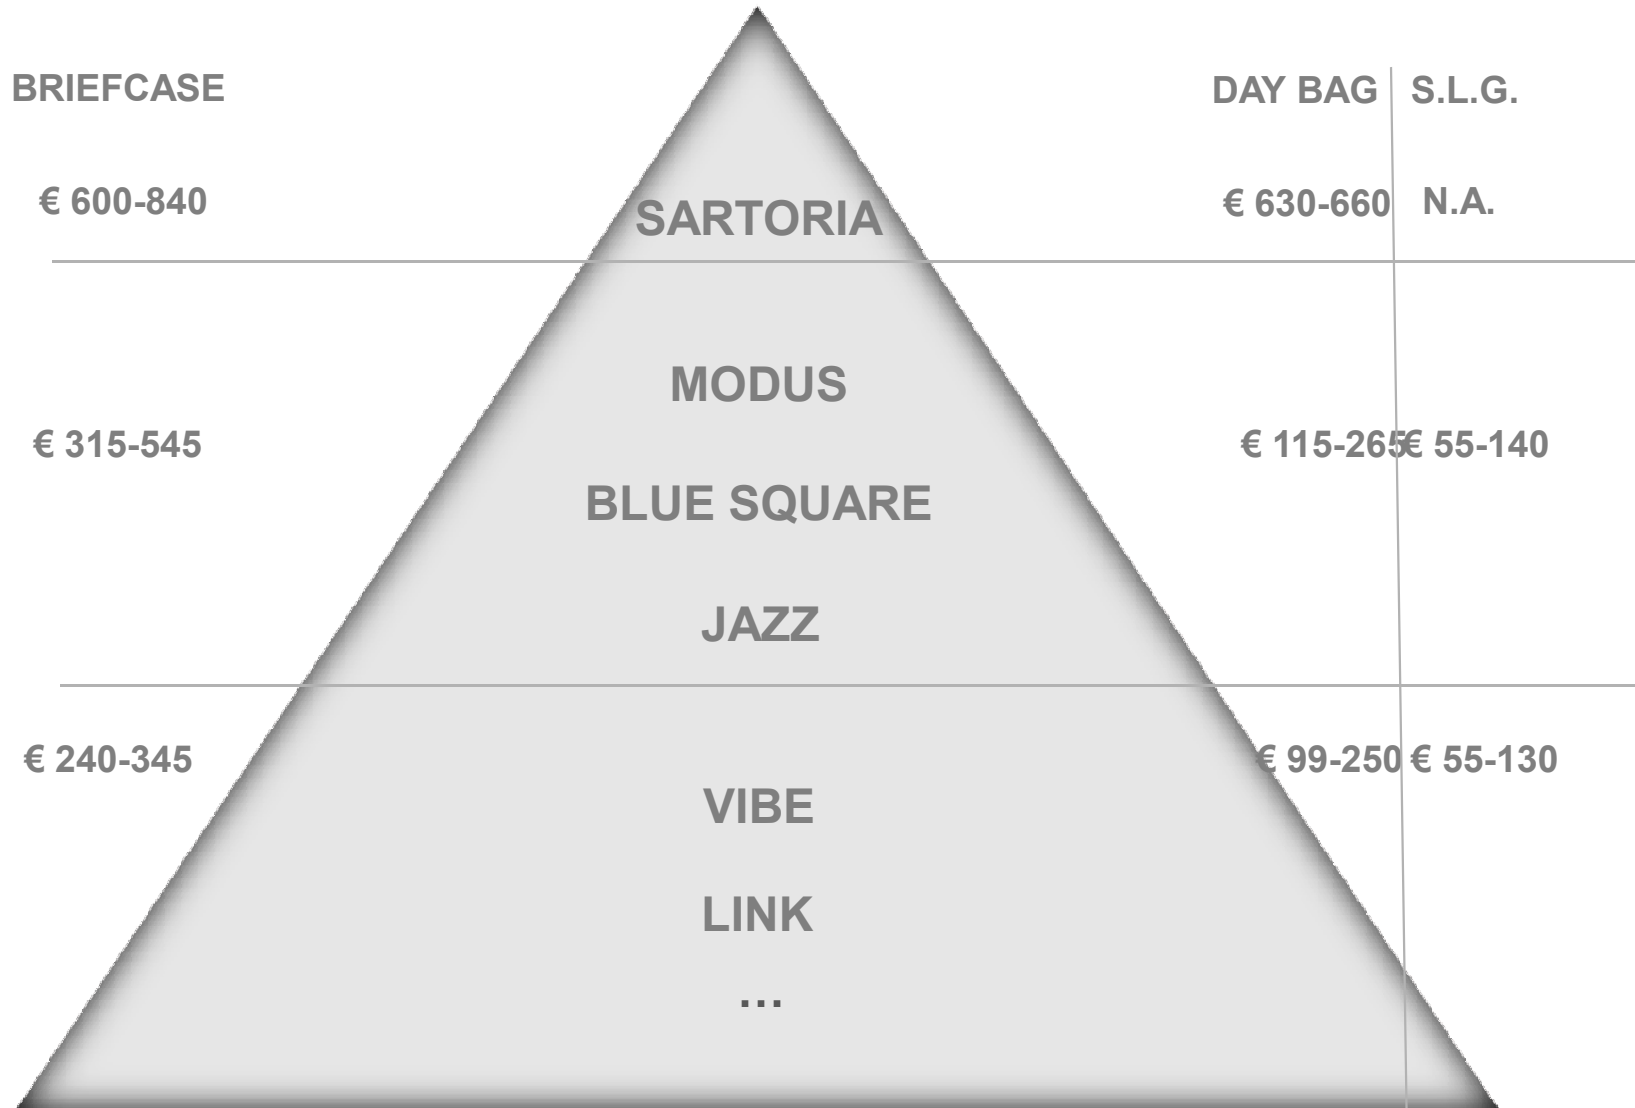 BRIEFCASE
DAY BAG
S.L.G.
€ 600-840
SARTORIA
€ 630-660
N.A.
MODUS
€ 315-545
€ 115-265
€ 55-140
BLUE SQUARE
JAZZ
€ 240-345
€ 99-250
€ 55-130
VIBE
LINK
...